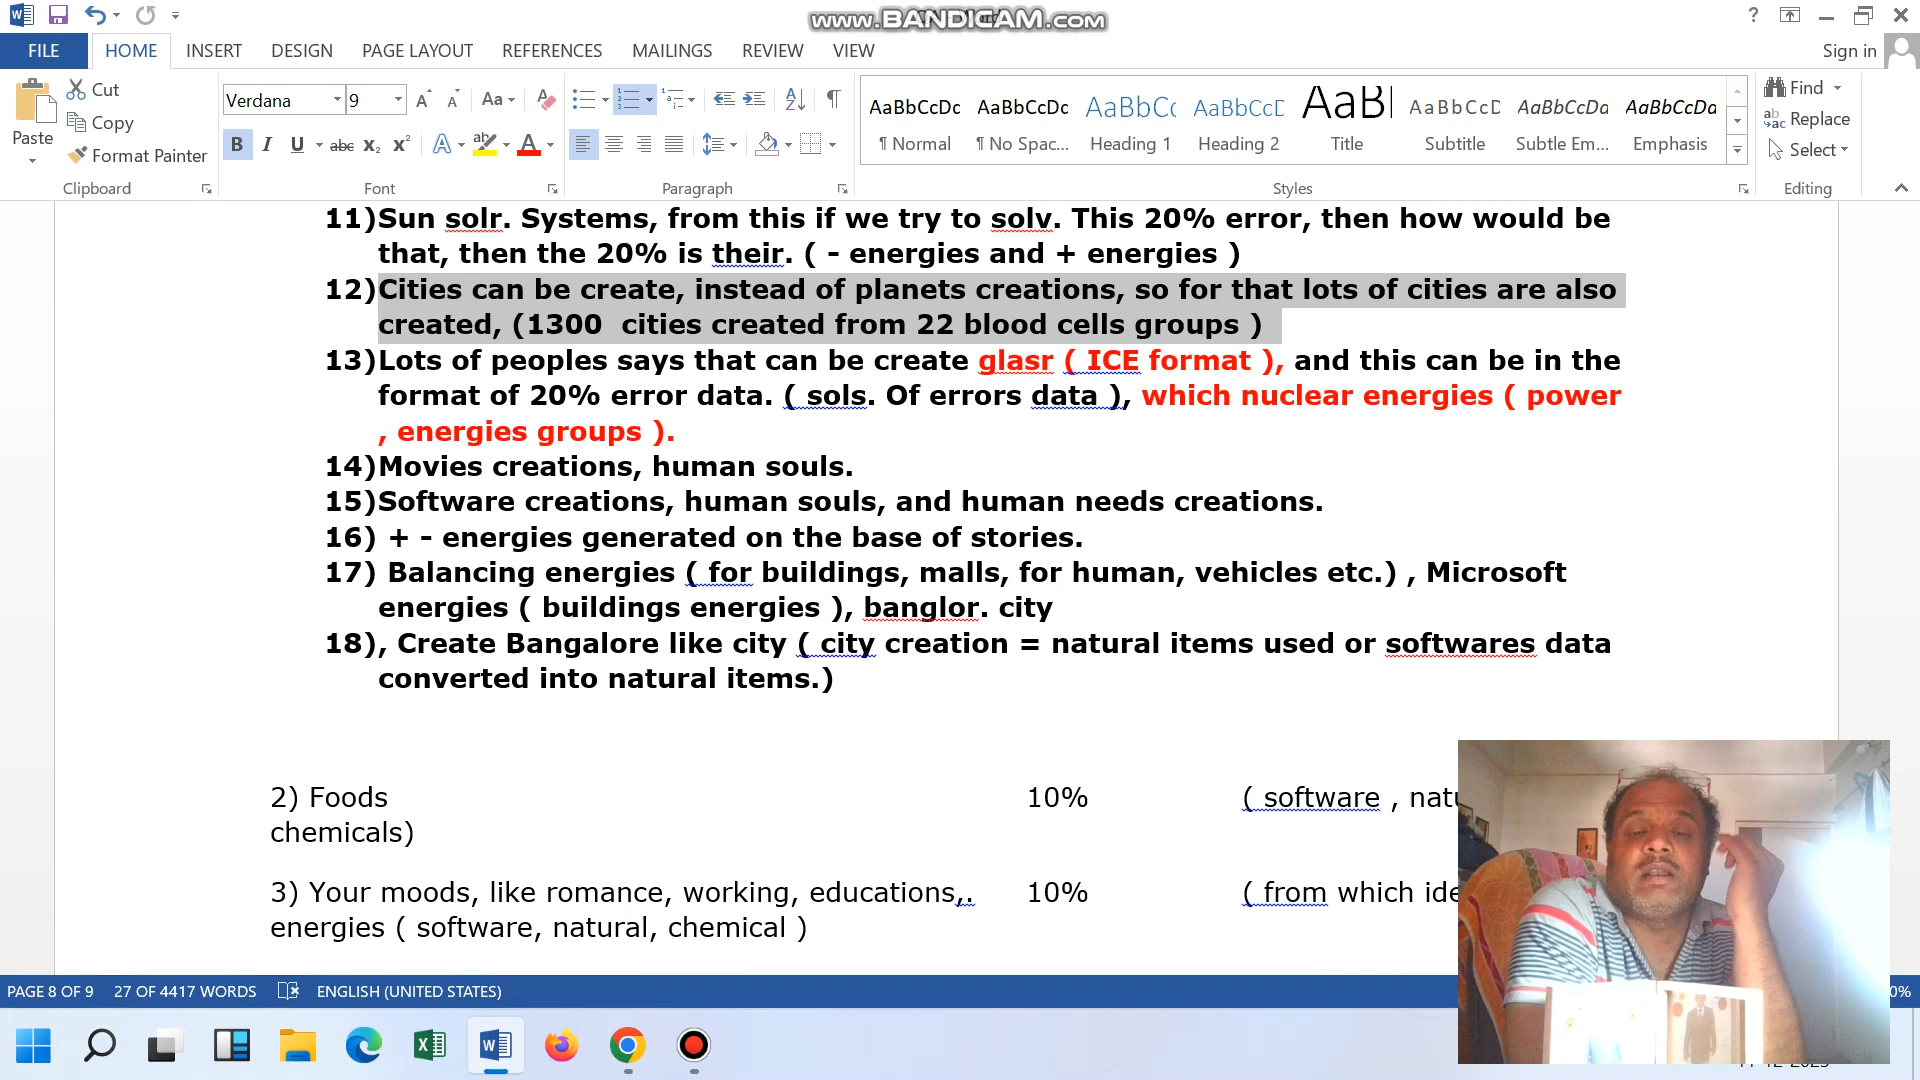 www.BANDICAM.com
FILE HOME INSERT DESIGN PAGE LAYOUT REFERENCES MAILINGS REVIEW VIEW
Sign in
Paste
Cut
Copy
Format Painter
Clipboard
Verdana 9
Font
Paragraph
AaBbCcDc AaBbCcDc AaBbCc AaBbCcD AaBl AaBbCcD AaBbCcDa AaBbCcDa
¶ Normal ¶ No Spac... Heading 1 Heading 2 Title Subtitle Subtle Em... Emphasis
Styles
Find
Replace
Select
Editing
11)Sun solr. Systems, from this if we try to solv. This 20% error, then how would be
that, then the 20% is their. ( - energies and + energies )
12)Cities can be create, instead of planets creations, so for that lots of cities are also
created, (1300 cities created from 22 blood cells groups )
13)Lots of peoples says that can be create glasr ( ICE format ), and this can be in the
format of 20% error data. ( sols. Of errors data ), which nuclear energies ( power
, energies groups ).
14)Movies creations, human souls.
15)Software creations, human souls, and human needs creations.
16) + - energies generated on the base of stories.
17) Balancing energies ( for buildings, malls, for human, vehicles etc.) , Microsoft
energies ( buildings energies ), banglor. city
18), Create Bangalore like city ( city creation = natural items used or softwares data
converted into natural items.)
2) Foods 10% ( software , natu
chemicals)
3) Your moods, like romance, working, educations,. 10% ( from which ide
energies ( software, natural, chemical )
PAGE 8 OF 9 27 OF 4417 WORDS ENGLISH (UNITED STATES) 0%